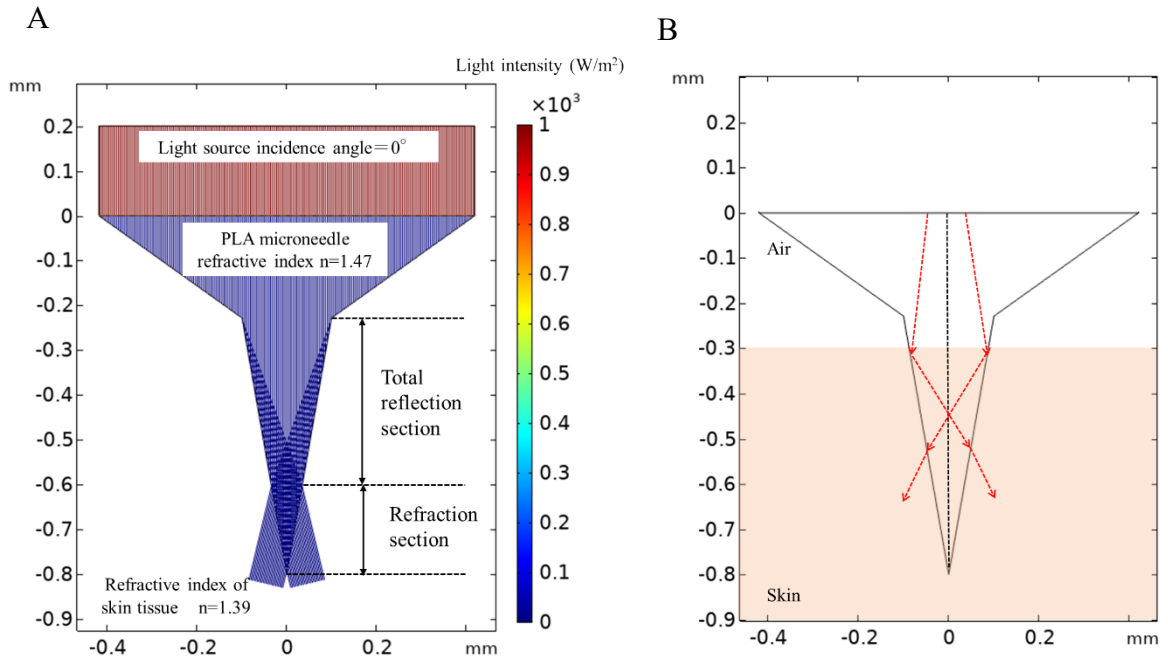 A
Light intensity (W/m²)
mm
×10³
0.2
0.1
0
-0.1
-0.2
-0.3
-0.4
-0.5
-0.6
-0.7
-0.8
-0.9
Light source incidence angle＝0°
PLA microneedle
refractive index n=1.47
Total
reflection
section
Refraction
section
Refractive index of
skin tissue n=1.39
-0.4
-0.2
0
0.2
mm
1
0.9
0.8
0.7
0.6
0.5
0.4
0.3
0.2
0.1
0
B
mm
0.2
0.1
0
-0.1
-0.2
-0.3
-0.4
-0.5
-0.6
-0.7
-0.8
-0.9
Air
Skin
-0.4
-0.2
0
0.2
mm